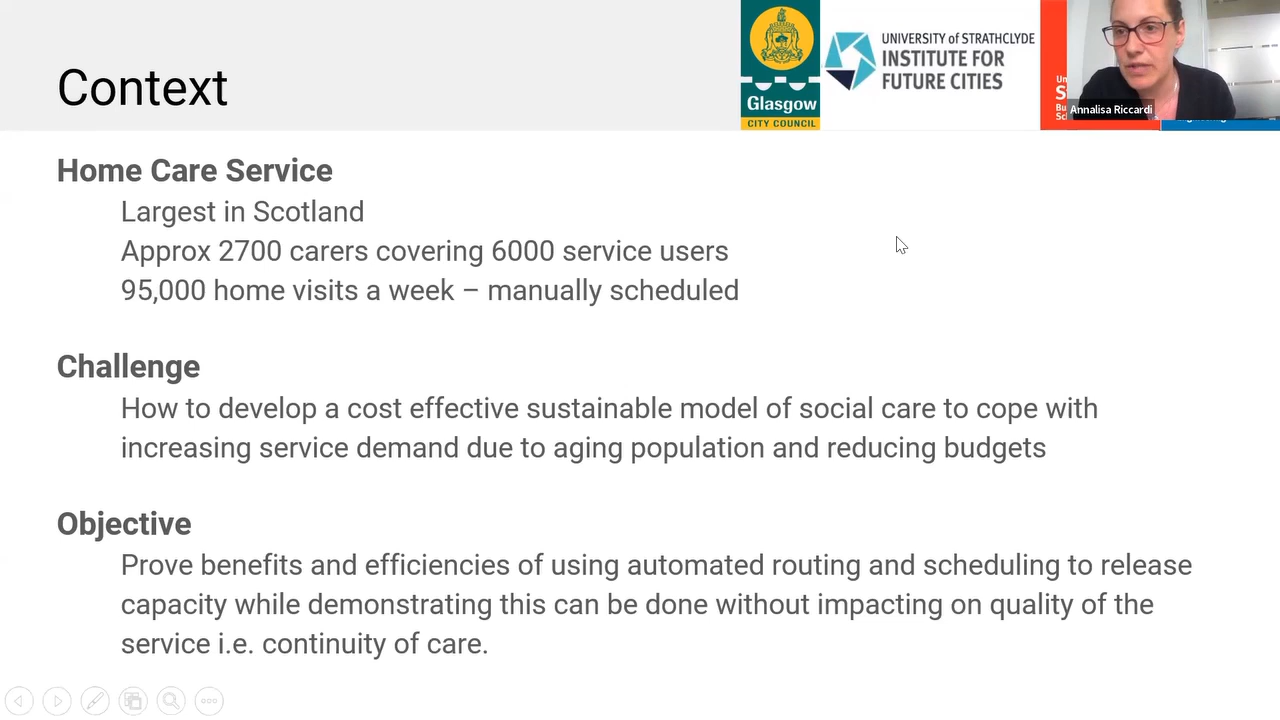 Context
Glasgow
CITY COUNCIL
UNIVERSITY of STRATHCLYDE
INSTITUTE FOR
FUTURE CITIES
Annalisa Riccardi
Home Care Service
Largest in Scotland
Approx 2700 carers covering 6000 service users
95,000 home visits a week – manually scheduled
Challenge
How to develop a cost effective sustainable model of social care to cope with
increasing service demand due to aging population and reducing budgets
Objective
Prove benefits and efficiencies of using automated routing and scheduling to release
capacity while demonstrating this can be done without impacting on quality of the
service i.e. continuity of care.